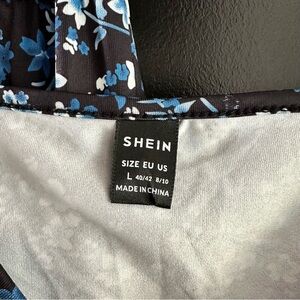 SHEIN
SIZE EU US
L 40/42 8/10
MADE IN CHINA